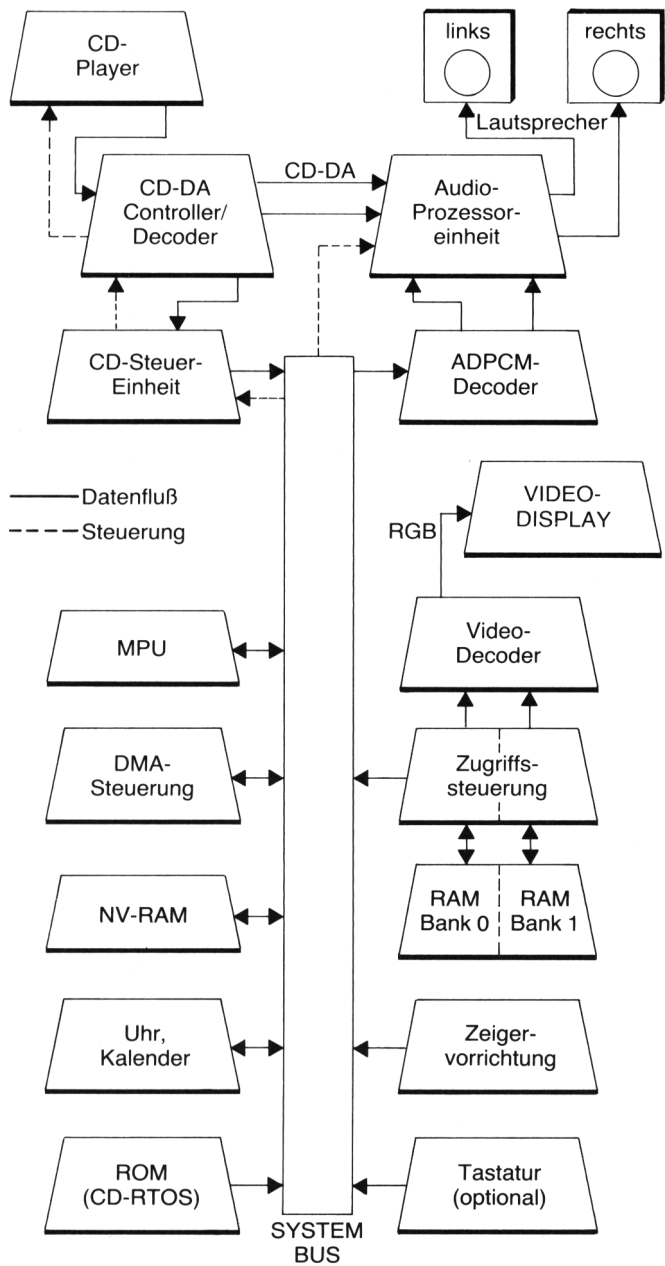 CD-
Player
links
rechts
Lautsprecher
CD-DA
Controller/
Decoder
CD-DA
Audio-
Prozessor-
einheit
CD-Steuer-
Einheit
ADPCM-
Decoder
Datenfluß
Steuerung
VIDEO-
DISPLAY
RGB
MPU
Video-
Decoder
DMA-
Steuerung
Zugriffs-
steuerung
NV-RAM
RAM
Bank 0
RAM
Bank 1
Uhr,
Kalender
Zeiger-
vorrichtung
ROM
(CD-RTOS)
Tastatur
(optional)
SYSTEM
BUS